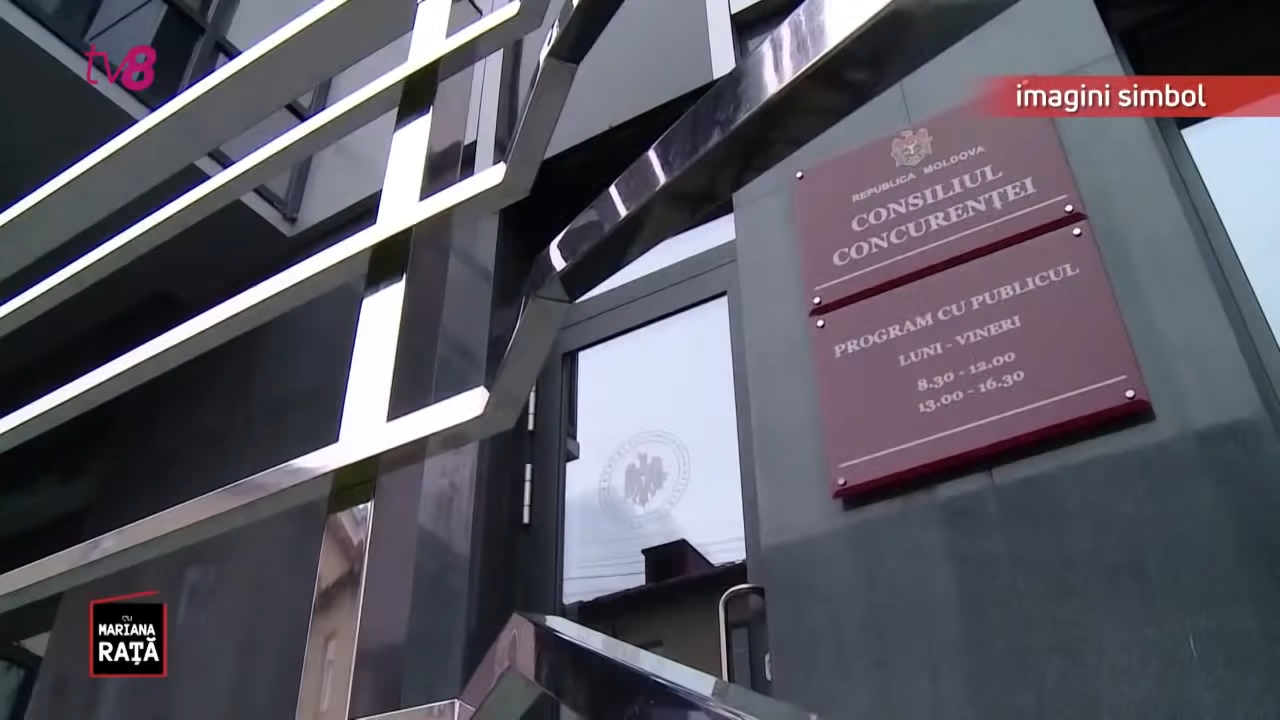 tv8
imagini simbol
REPUBLICA MOLDOVA
CONSILIUL
CONCURENȚEI
PROGRAM CU PUBLICUL
LUNI - VINERI
8.30 - 12.00
13.00 - 16.30
CU
MARIANA
RAȚĂ